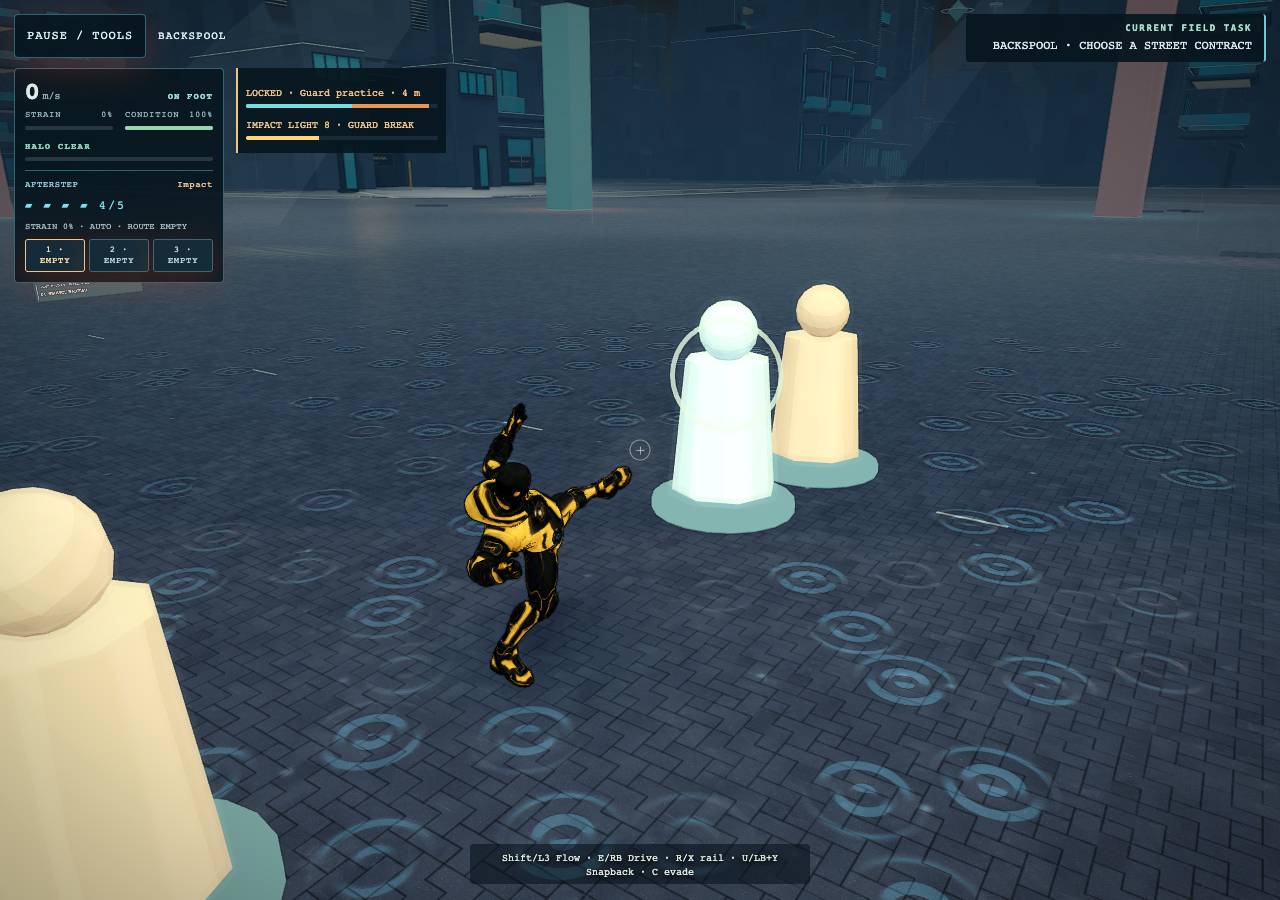 PAUSE / TOOLS
BACKSPOOL
CURRENT FIELD TASK
BACKSPOOL · CHOOSE A STREET CONTRACT
0 m/s
ON FOOT
STRAIN 0%
CONDITION 100%
HALO CLEAR
AFTERSTEP
Impact
4/5
STRAIN 0% · AUTO · ROUTE EMPTY
1 · EMPTY
2 · EMPTY
3 · EMPTY
LOCKED · Guard practice · 4 m
IMPACT LIGHT 8 · GUARD BREAK
Shift/L3 Flow · E/RB Drive · R/X rail · U/LB+Y
Snapback · C evade